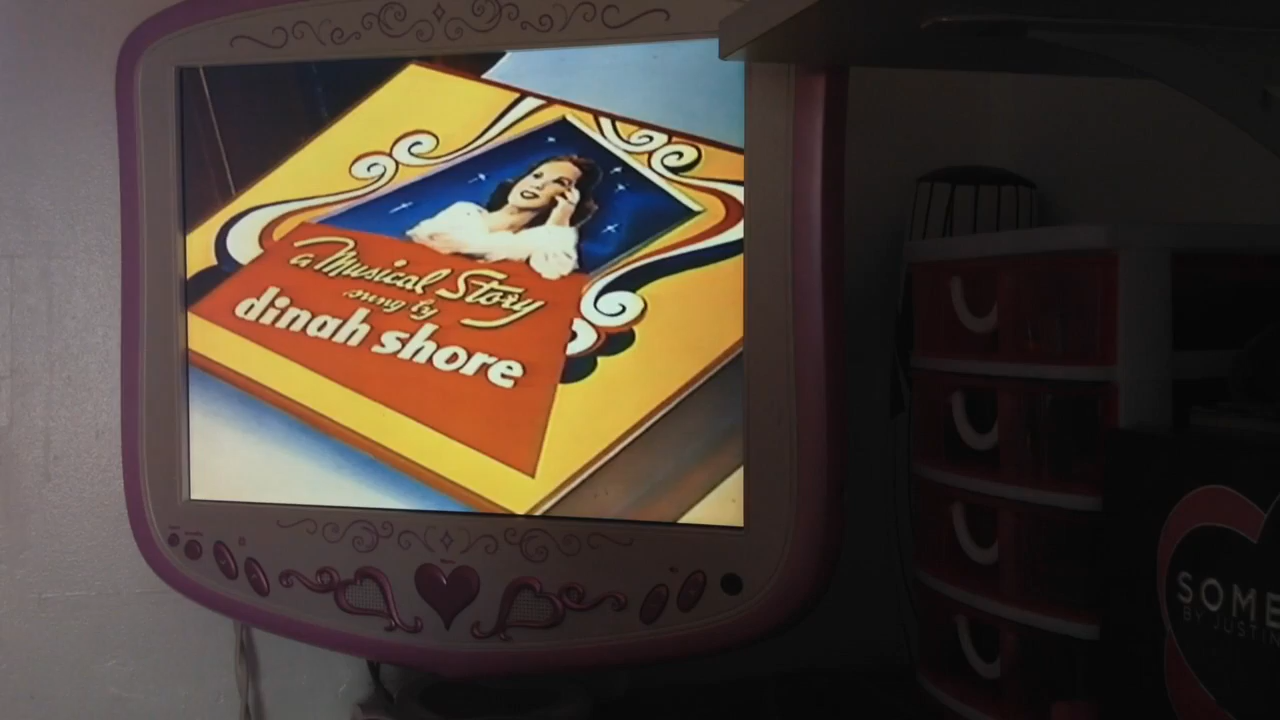 a Musical Story
sung by
dinah shore
SOME
BY JUSTIN